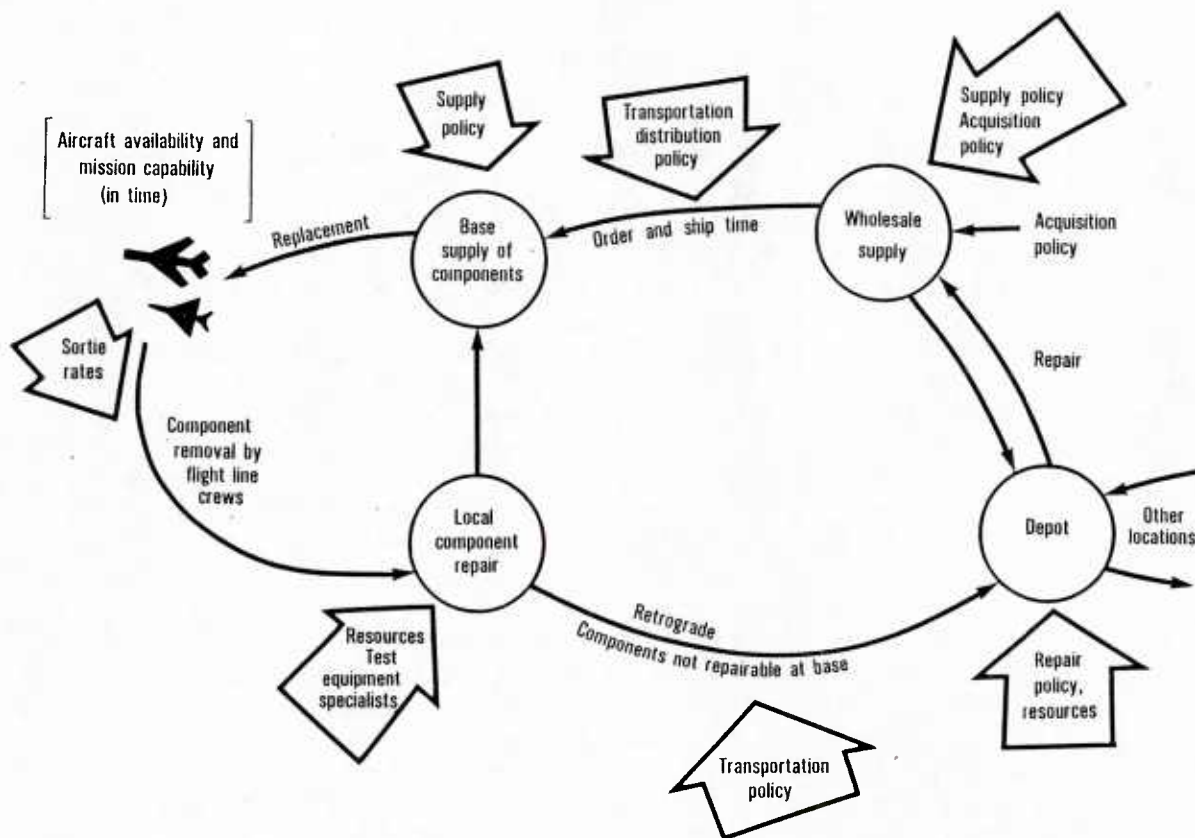 Supply
policy
Transportation
distribution
policy
Supply policy
Acquisition
policy
Aircraft availability and
mission capability
(in time)
Replacement
Base
supply of
components
Order and ship time
Wholesale
supply
Acquisition
policy
Sortie
rates
Repair
Component
removal by
flight line
crews
Local
component
repair
Depot
Other
locations
Retrograde
Components not repairable at base
Resources
Test
equipment
specialists
Repair
policy,
resources
Transportation
policy